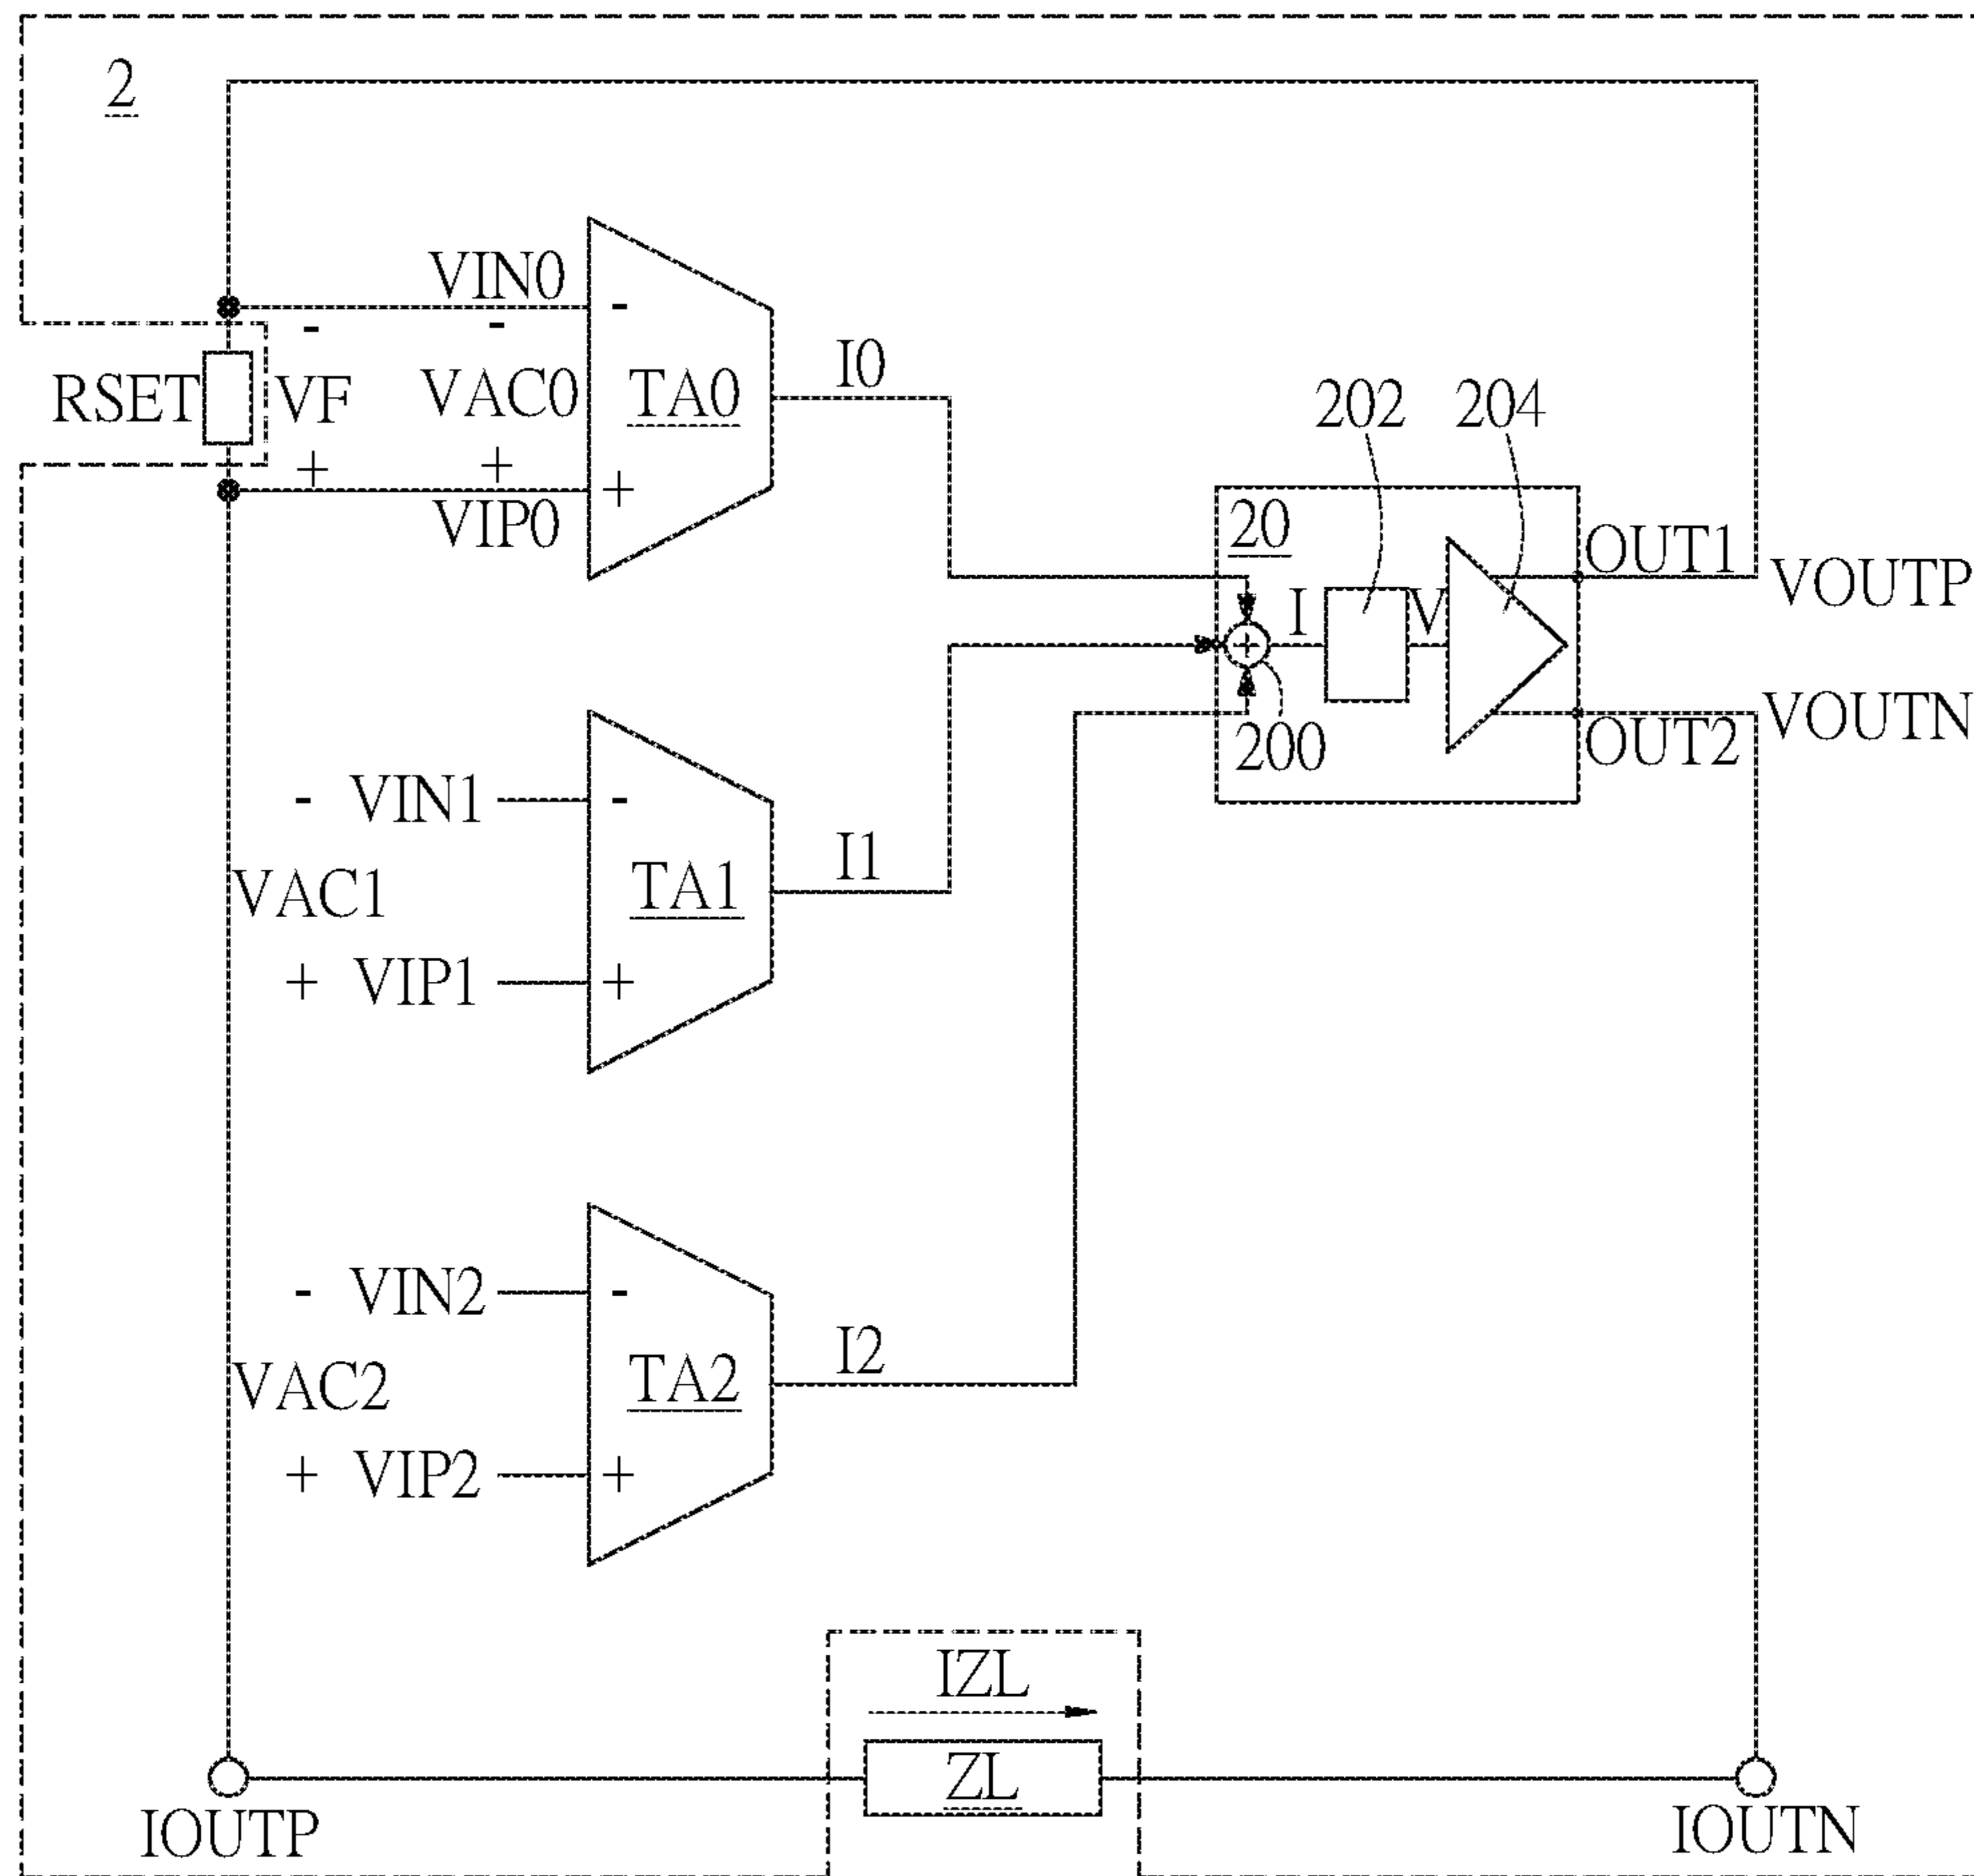 2
VIN0
-
-
-
I0
RSET
VF
VAC0
TA0
202
204
+
+
+
VIP0
20
OUT1
VOUTP
I
V
+
200
OUT2
VOUTN
-
VIN1
-
I1
VAC1
TA1
+
VIP1
+
-
VIN2
-
I2
VAC2
TA2
+
VIP2
+
IZL
ZL
IOUTP
IOUTN